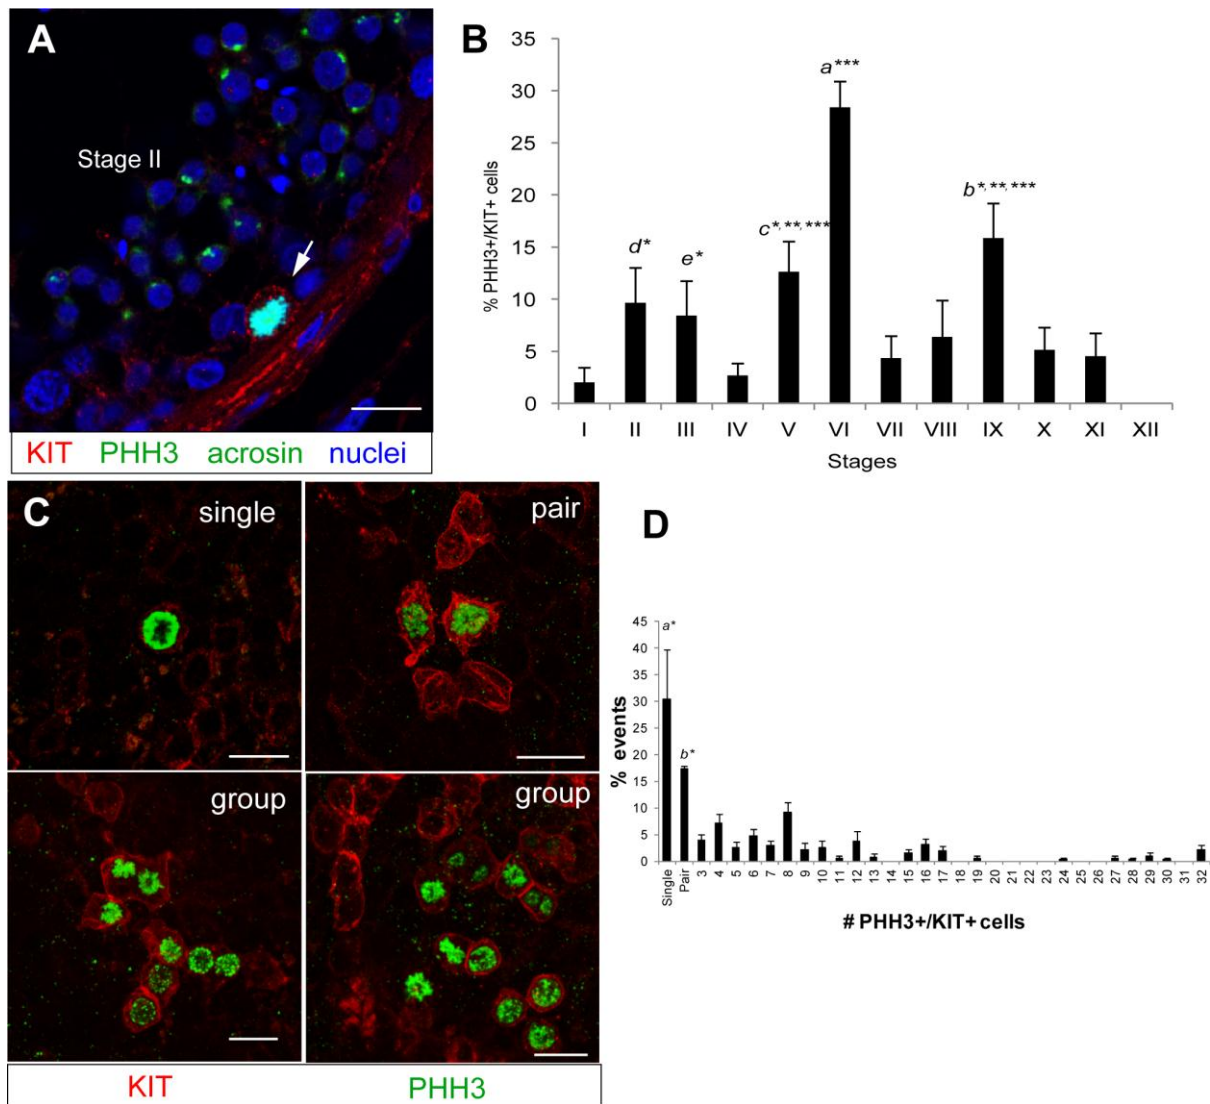 A
Stage II
KIT PHH3 acrosin nuclei
B
% PHH3+/KIT+ cells
35
30
25
20
15
10
5
0
a***
b*,**,***
c*,**,***
d*
e*
I II III IV V VI VII VIII IX X XI XII
Stages
C
single
pair
group
group
KIT PHH3
D
% events
45
40
35
30
25
20
15
10
5
0
a*
b*
Single Pair 3 4 5 6 7 8 9 10 11 12 13 14 15 16 17 18 19 20 21 22 23 24 25 26 27 28 29 30 31 32
# PHH3+/KIT+ cells